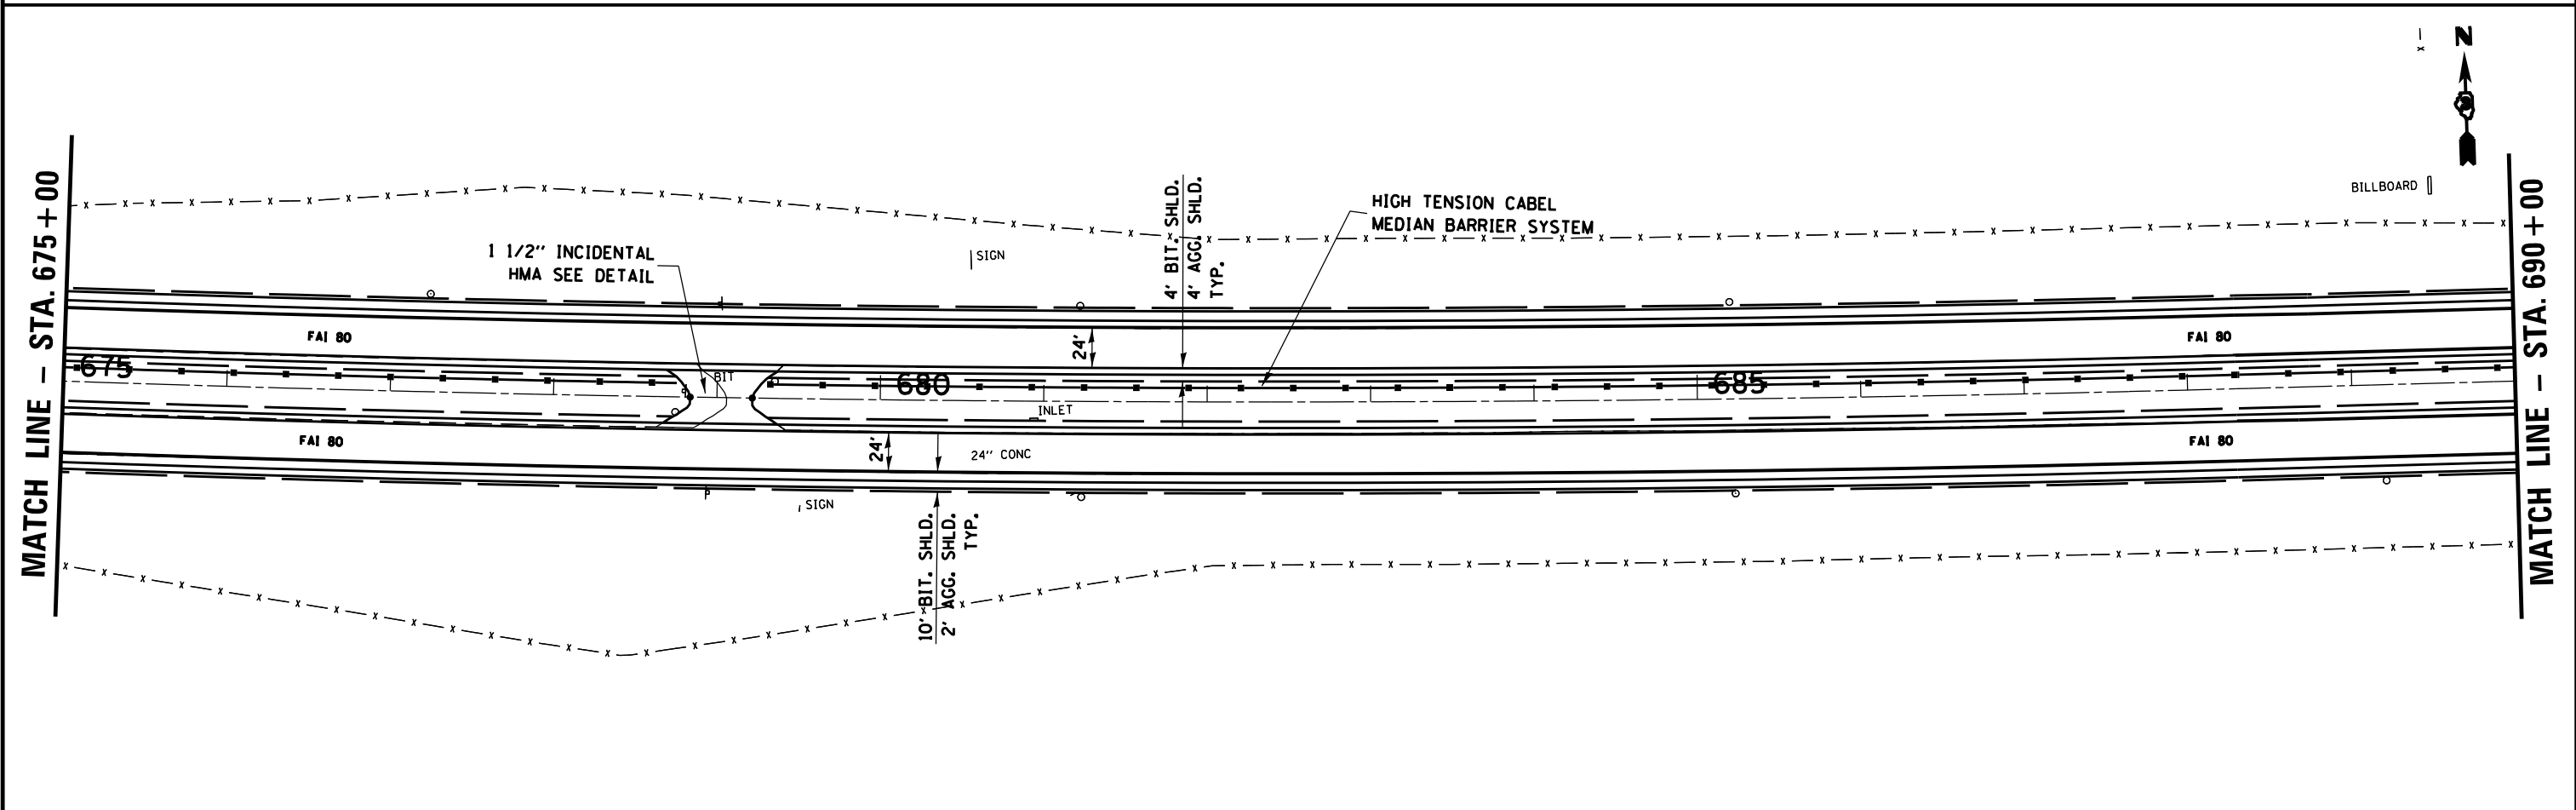 N
MATCH LINE - STA. 675+00
BILLBOARD
HIGH TENSION CABEL
MEDIAN BARRIER SYSTEM
4' BIT. SHLD.
4' AGG. SHLD.
TYP.
1 1/2" INCIDENTAL
HMA SEE DETAIL
SIGN
FAI 80
24'
FAI 80
675
BIT
680
685
INLET
FAI 80
24'
24" CONC
FAI 80
SIGN
10' BIT. SHLD.
2' AGG. SHLD.
TYP.
MATCH LINE - STA. 690+00